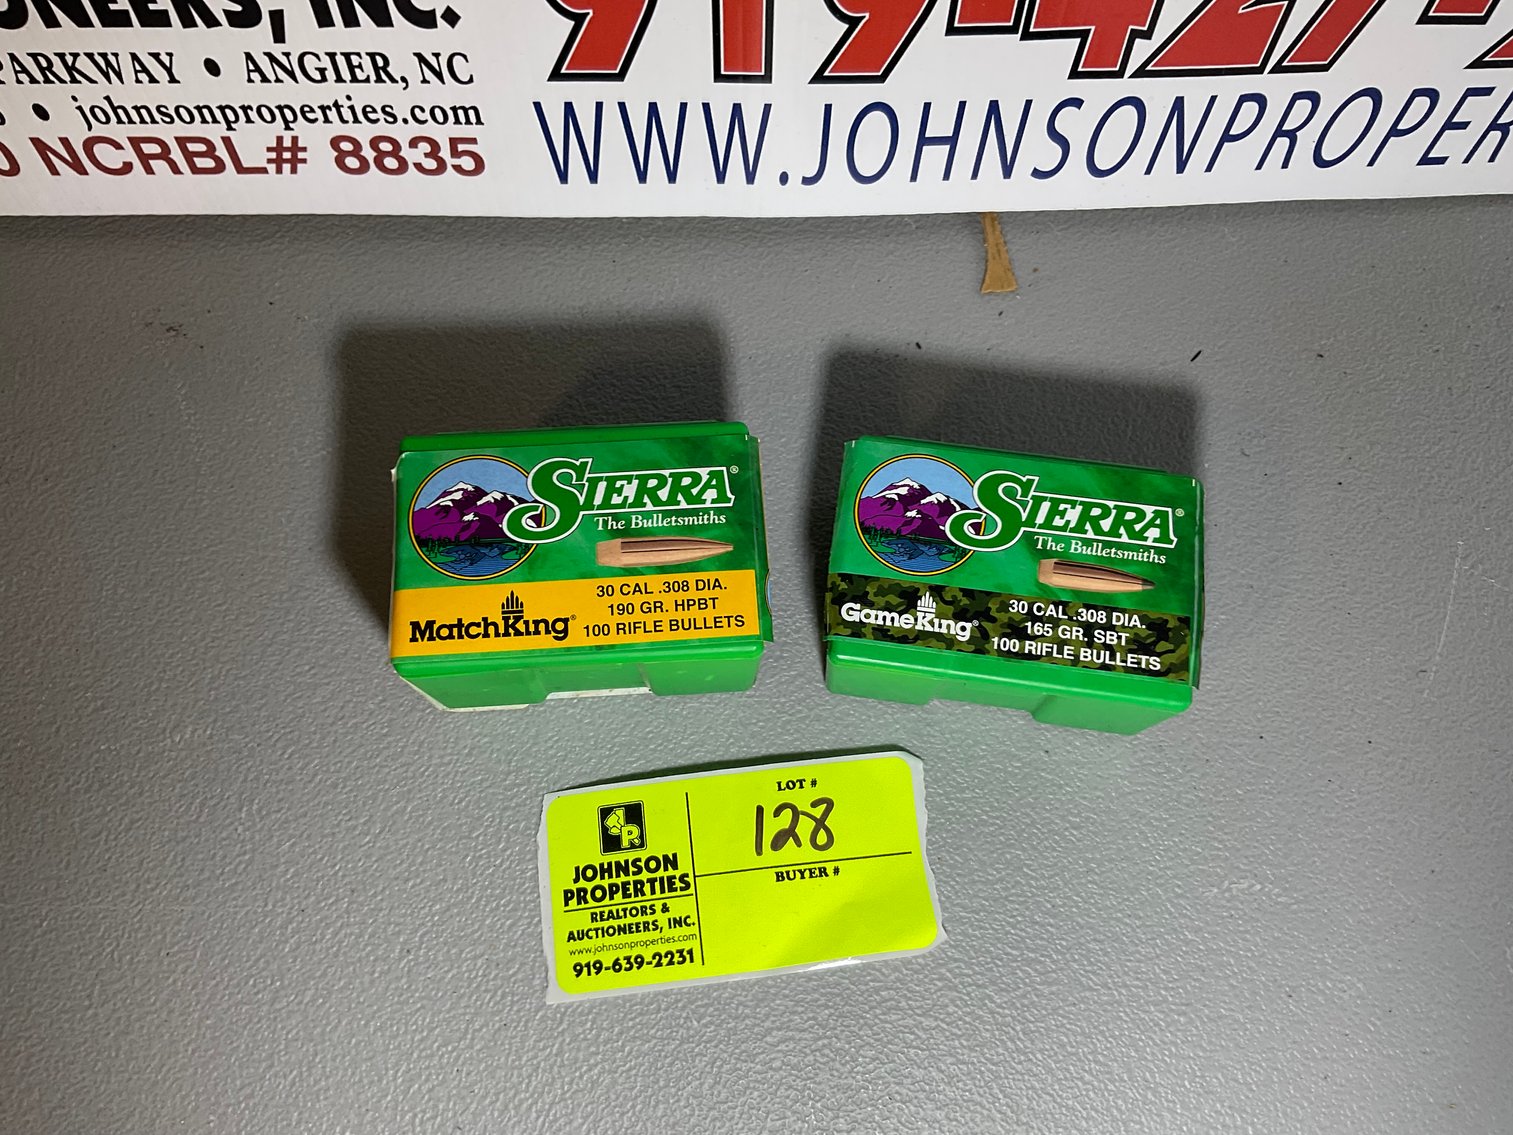 INC.
PARKWAY • ANGIER, NC
• johnsonproperties.com
NCRBL# 8835
WWW.JOHNSONPROPER
SIERRA®
The Bulletsmiths
MatchKing®
30 CAL .308 DIA.
190 GR. HPBT
100 RIFLE BULLETS
SIERRA®
The Bulletsmiths
GameKing®
30 CAL .308 DIA.
165 GR. SBT
100 RIFLE BULLETS
JOHNSON
PROPERTIES
REALTORS &
AUCTIONEERS, INC.
www.johnsonproperties.com
919-639-2231
LOT #
128
BUYER #